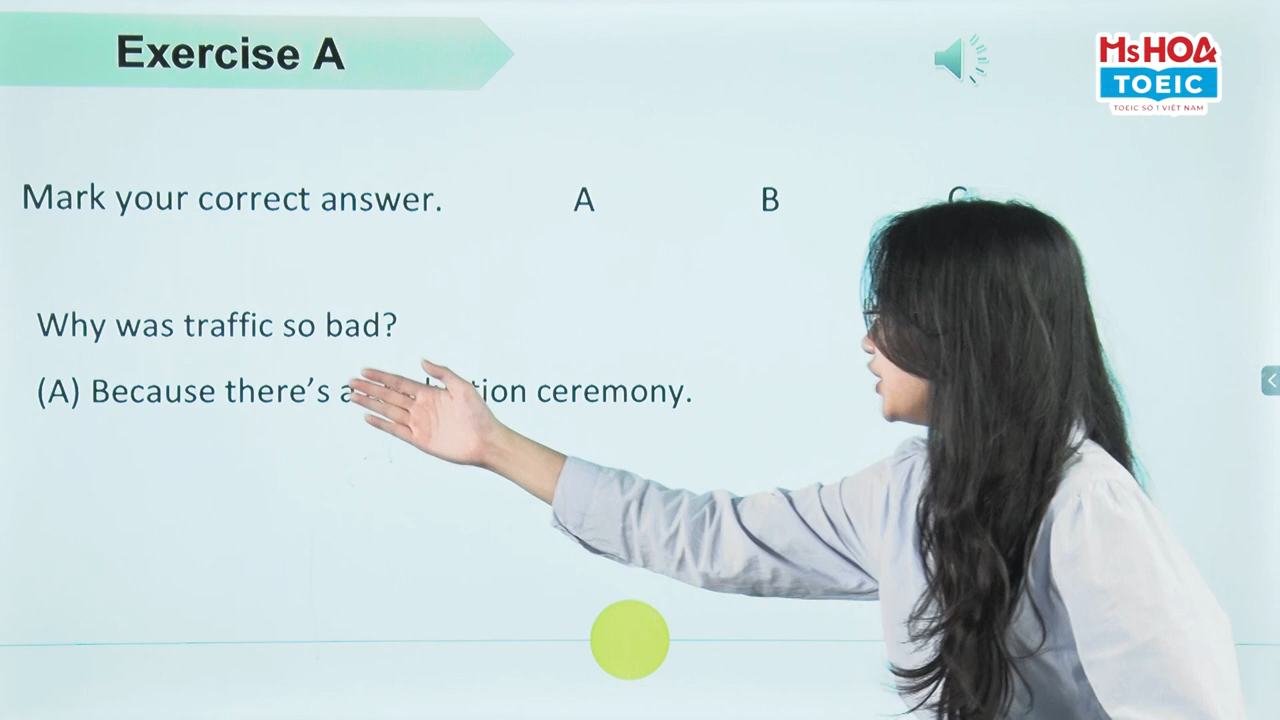 Exercise A
Ms HOA
TOEIC
TOEIC SỐ 1 VIỆT NAM
Mark your correct answer. A B C
Why was traffic so bad?
(A) Because there's a ceremony.